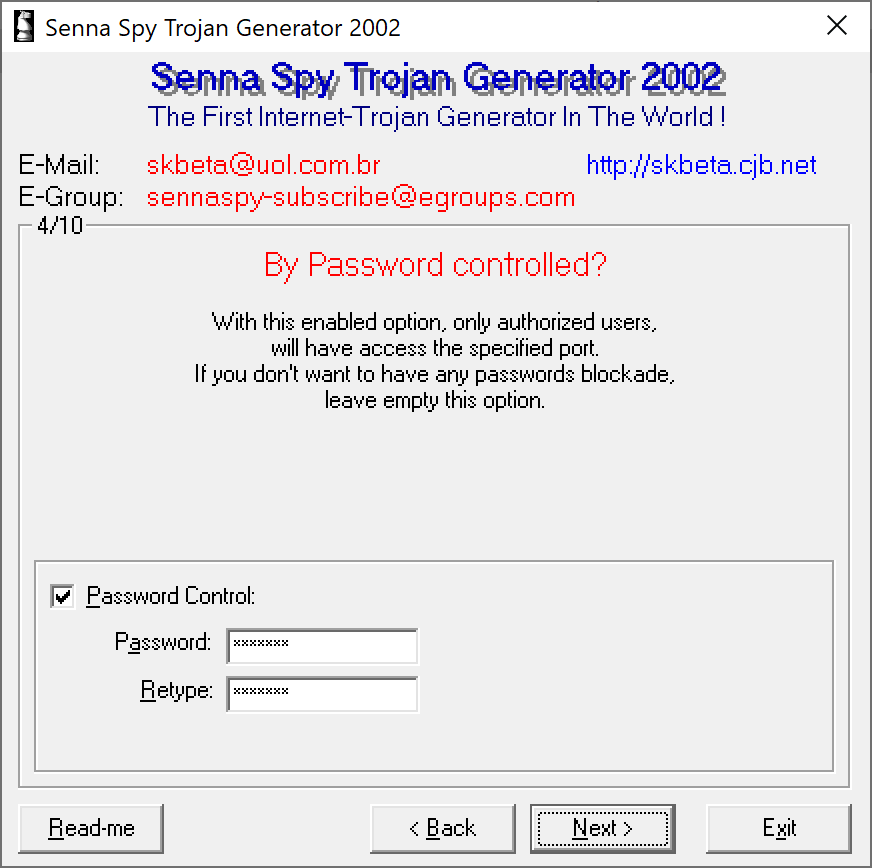 Senna Spy Trojan Generator 2002
Senna Spy Trojan Generator 2002
The First Internet-Trojan Generator In The World !
E-Mail: skbeta@uol.com.br http://skbeta.cjb.net
E-Group: sennaspy-subscribe@egroups.com
4/10
By Password controlled?
With this enabled option, only authorized users,
will have access the specified port.
If you don't want to have any passwords blockade,
leave empty this option.
Password Control:
Password: *******
Retype: *******
Read-me < Back Next > Exit